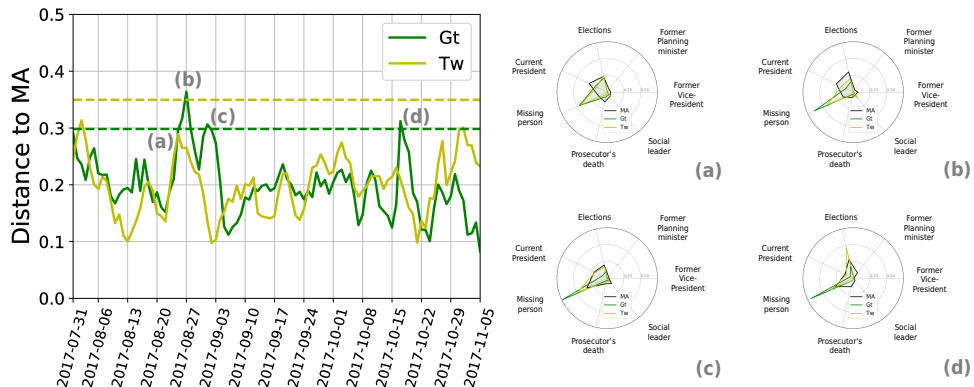 0.5
0.4
0.3
0.2
0.1
0.0
Distance to MA
Gt
Tw
(a)
(b)
(c)
(d)
2017-07-31
2017-08-06
2017-08-13
2017-08-20
2017-08-27
2017-09-03
2017-09-10
2017-09-17
2017-09-24
2017-10-01
2017-10-08
2017-10-15
2017-10-22
2017-10-29
2017-11-05
Elections
Former
Planning
minister
Current
President
Former
Vice-
President
Missing
person
MA
Gt
Tw
Prosecutor's
death
Social
leader
(a)
Elections
Former
Planning
minister
Current
President
Former
Vice-
President
Missing
person
MA
Gt
Tw
Prosecutor's
death
Social
leader
(b)
Elections
Former
Planning
minister
Current
President
Former
Vice-
President
Missing
person
MA
Gt
Tw
Prosecutor's
death
Social
leader
(c)
Elections
Former
Planning
minister
Current
President
Former
Vice-
President
Missing
person
MA
Gt
Tw
Prosecutor's
death
Social
leader
(d)